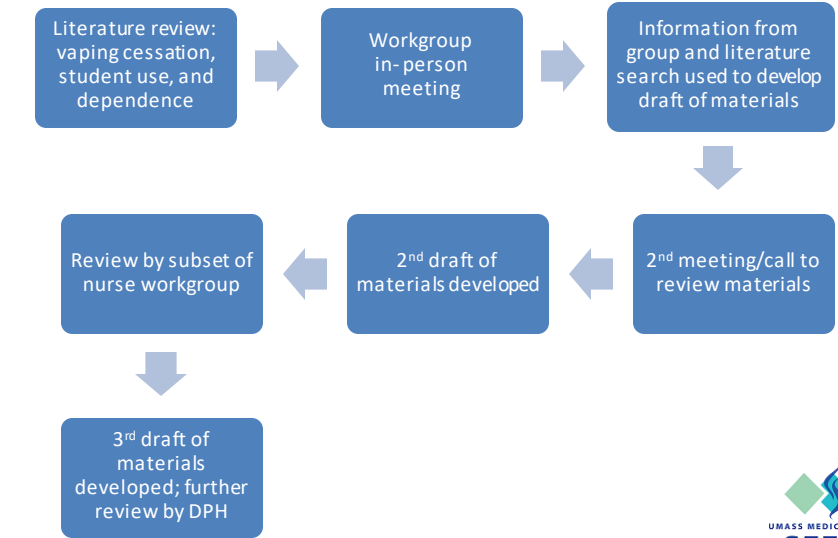 Literature review:
vaping cessation,
student use, and
dependence
Workgroup
in-person
meeting
Information from
group and literature
search used to develop
draft of materials
2nd meeting/call to
review materials
2nd draft of
materials developed
Review by subset of
nurse workgroup
3rd draft of
materials
developed; further
review by DPH
UMASS